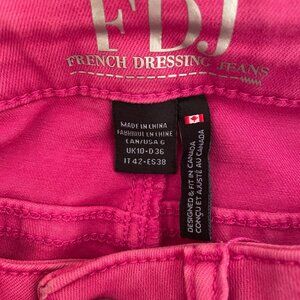 FDJ
FRENCH DRESSING JEANS
MADE IN CHINA
FABRIQUÉ EN CHINE
CAN/USA 6
UK10-D36
IT42-ES38
DESIGNED & FIT IN CANADA
CONÇU ET AJUSTÉ AU CANADA